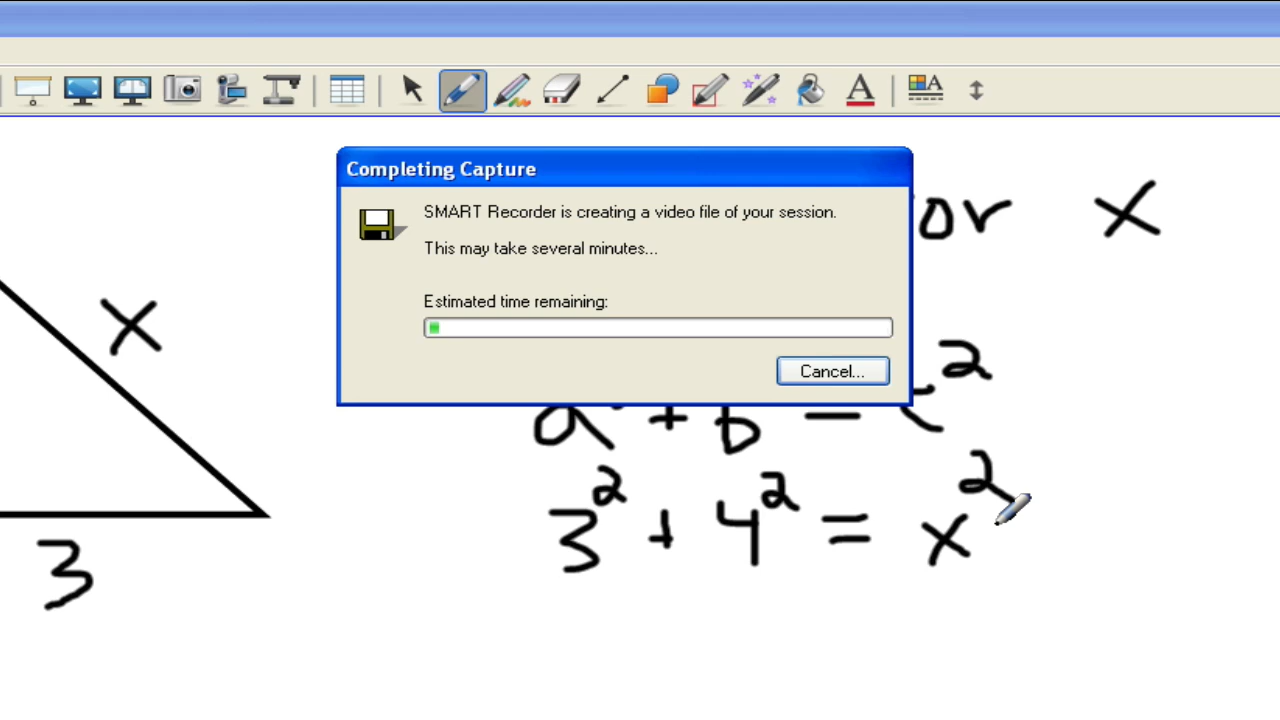 Completing Capture
SMART Recorder is creating a video file of your session.
This may take several minutes...
Estimated time remaining:
Cancel...
or x
x
a + b = c²
3² + 4² = x²
3
A
A